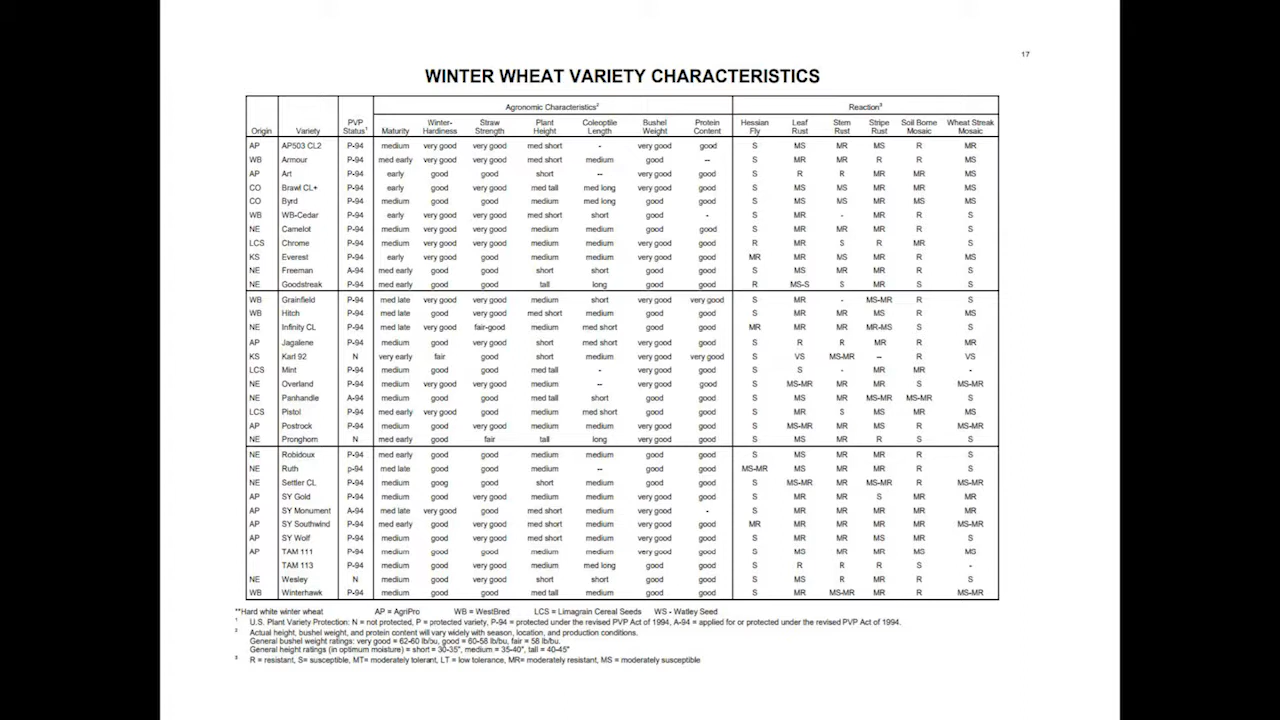 17
WINTER WHEAT VARIETY CHARACTERISTICS
Agronomic Characteristics2 Reaction3
Origin Variety PVP Status1 Maturity Winter-Hardiness Straw Strength Plant Height Coleoptile Length Bushel Weight Protein Content Hessian Fly Leaf Rust Stem Rust Stripe Rust Soil Borne Mosaic Wheat Streak Mosaic
AP AP503 CL2 P-94 medium very good very good med short - very good good S MS MR MS R MR
WB Armour P-94 med early very good very good med short medium good -- S MS MR R R MS
AP Art P-94 early good good short -- very good good S R R MR MR MS
CO Brawl CL+ P-94 early good very good med tall med long very good good S MS MS MR MR MS
CO Byrd P-94 medium good good medium med long good good S MS MS MR MS MS
WB WB-Cedar P-94 early very good very good med short short good - S MR - MR R S
NE Camelot P-94 medium very good good medium medium good good S MR MR MR R S
LCS Chrome P-94 medium very good very good medium medium very good good R MR S R MR S
KS Everest P-94 early very good good medium medium very good good MR MR MS MR R MS
NE Freeman A-94 med early good good short short good good S MS MR MR R S
NE Goodstreak P-94 med early good good tall long good good R MS-S S MR S S
WB Grainfield P-94 med late very good very good medium short very good very good S MR - MS-MR R S
WB Hitch P-94 med late good very good med short medium good good S MR MR MS R MS
NE Infinity CL P-94 med late very good fair-good medium med short good good MR MR MR MR-MS S S
AP Jagalene P-94 medium good good short med short very good good S R R MR R MR
KS Karl 92 N very early fair good short medium very good very good S VS MS-MR -- R VS
LCS Mint P-94 medium good good med tall - very good good S S - MR MR -
NE Overland P-94 medium very good very good medium -- very good good S MS-MR MR MR S MS-MR
NE Panhandle A-94 medium good good med tall short good good S MS MR MS-MR MS-MR S
LCS Pistol P-94 med early very good good medium med short good good S MR S MS MR MS
AP Postrock P-94 medium good good medium medium very good good S MS-MR MR MS R MS-MR
NE Pronghorn N med early good fair tall long very good good S MS MR R S S
NE Robidoux P-94 med early good good medium medium good good S MS MR MR R S
NE Ruth p-94 med late good good medium -- good good MS-MR MS MR MR R S
NE Settler CL P-94 medium goog good short medium good good S MS-MR MR MS-MR R MS-MR
AP SY Gold P-94 medium good very good medium medium very good good S MR MR S MR MR
AP SY Monument A-94 med late very good good med short medium very good - S MR MR MR MR MR
AP SY Southwind P-94 med early good very good med short medium very good good MR MR MR MR R MS-MR
AP SY Wolf P-94 medium good very good med short medium good good S MR MR MS MR S
AP TAM 111 P-94 medium good good medium medium very good good S MS MR MR MS MS
TAM 113 P-94 medium good very good medium med long good good S R R R S -
NE Wesley N medium good very good short short good good S MS R MR R S
WB Winterhawk P-94 medium good good med tall medium very good good S MR MS-MR MR R MS-MR
**Hard white winter wheat AP = AgriPro WB = WestBred LCS = Limagrain Cereal Seeds WS - Watley Seed
1 U.S. Plant Variety Protection: N = not protected, P = protected variety, P-94 = protected under the revised PVP Act of 1994, A-94 = applied for or protected under the revised PVP Act of 1994.
2 Actual height, bushel weight, and protein content will vary widely with season, location, and production conditions.
General bushel weight ratings: very good = 62-60 lb/bu, good = 60-58 lb/bu, fair = 58 lb/bu.
General height ratings (in optimum moisture) = short = 30-35", medium = 35-40", tall = 40-45"
3 R = resistant, S= susceptible, MT= moderately tolerant, LT = low tolerance, MR= moderately resistant, MS = moderately susceptible